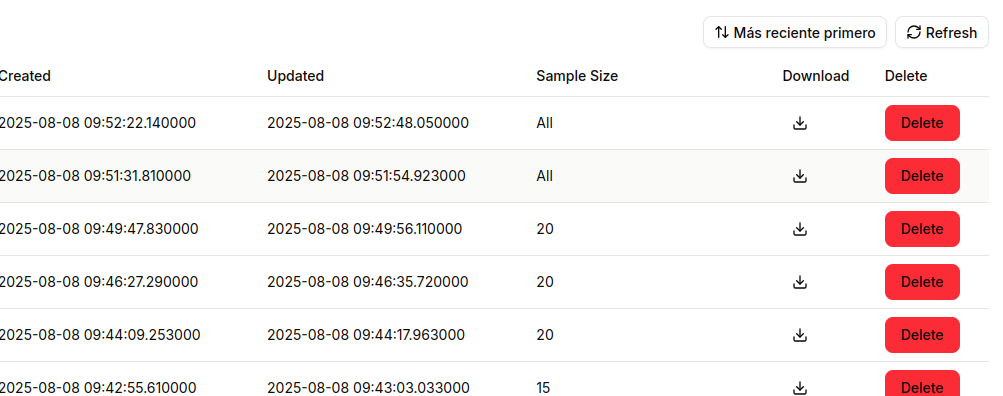 Más reciente primero Refresh
Created Updated Sample Size Download Delete
2025-08-08 09:52:22.140000 2025-08-08 09:52:48.050000 All Delete
2025-08-08 09:51:31.810000 2025-08-08 09:51:54.923000 All Delete
2025-08-08 09:49:47.830000 2025-08-08 09:49:56.110000 20 Delete
2025-08-08 09:46:27.290000 2025-08-08 09:46:35.720000 20 Delete
2025-08-08 09:44:09.253000 2025-08-08 09:44:17.963000 20 Delete
2025-08-08 09:42:55.610000 2025-08-08 09:43:03.033000 15 Delete